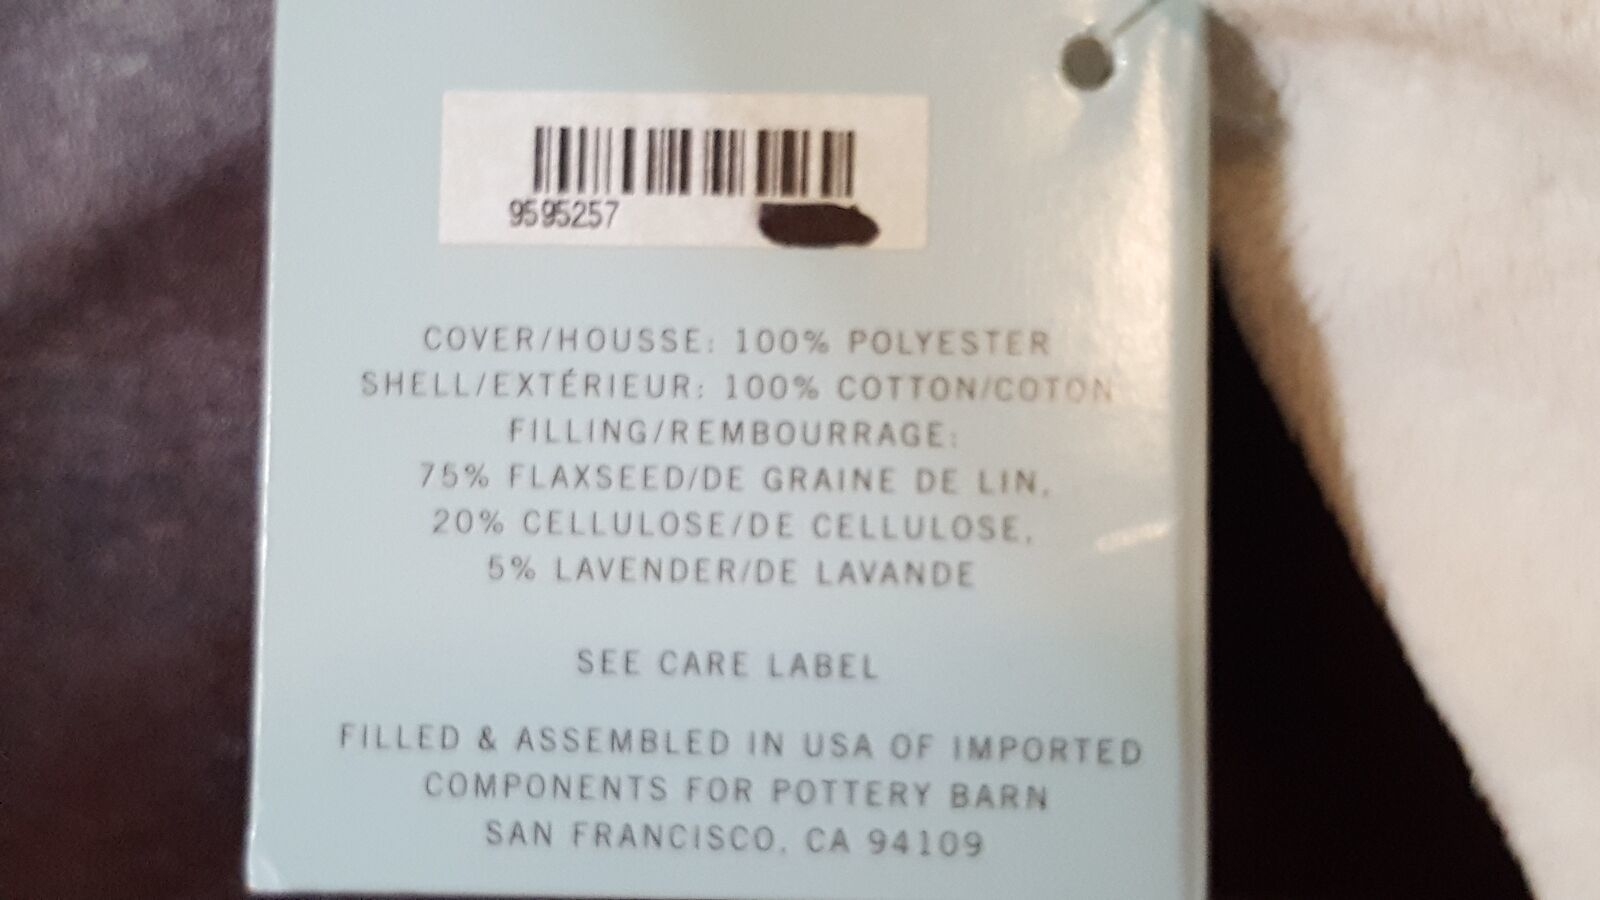 9595257
COVER/HOUSSE: 100% POLYESTER
SHELL/EXTÉRIEUR: 100% COTTON/COTON
FILLING/REMBOURRAGE:
75% FLAXSEED/DE GRAINE DE LIN,
20% CELLULOSE/DE CELLULOSE,
5% LAVENDER/DE LAVANDE
SEE CARE LABEL
FILLED & ASSEMBLED IN USA OF IMPORTED
COMPONENTS FOR POTTERY BARN
SAN FRANCISCO, CA 94109